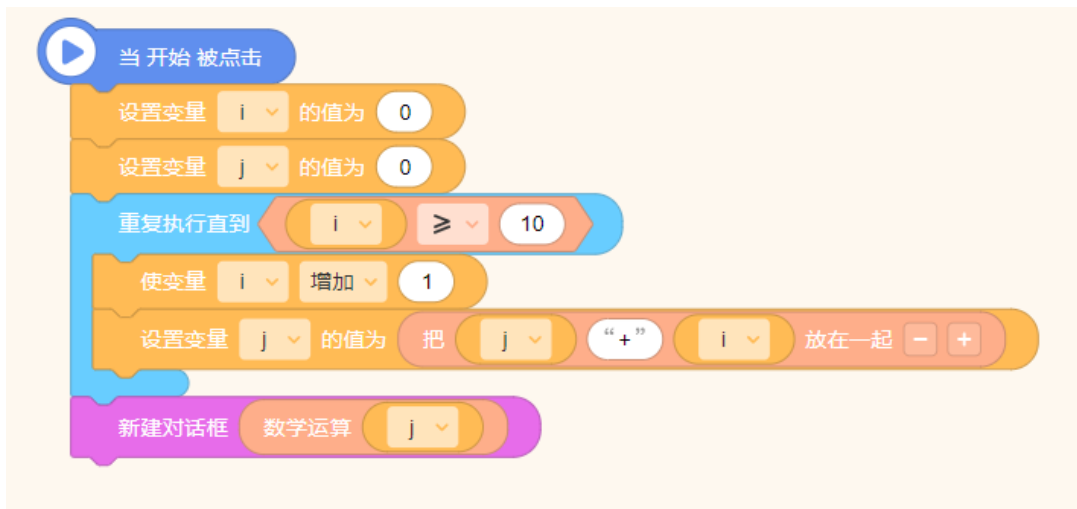 当 开始 被点击
设置变量 i 的值为 0
设置变量 j 的值为 0
重复执行直到 i ≥ 10
使变量 i 增加 1
设置变量 j 的值为 把 j “+” i 放在一起 − +
新建对话框 数学运算 j